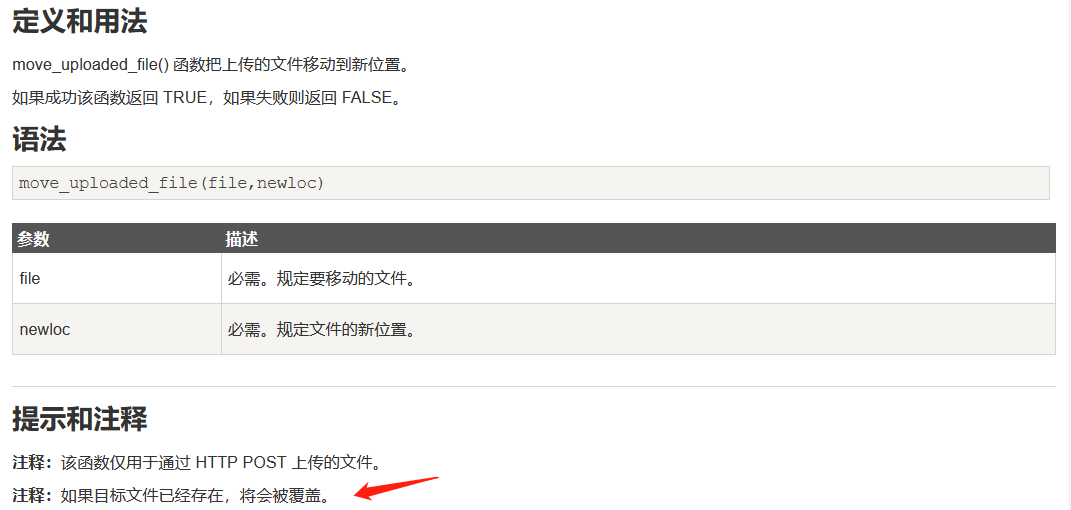 定义和用法
move_uploaded_file() 函数把上传的文件移动到新位置。
如果成功该函数返回 TRUE，如果失败则返回 FALSE。
语法
move_uploaded_file(file,newloc)
参数 描述
file 必需。规定要移动的文件。
newloc 必需。规定文件的新位置。
提示和注释
注释：该函数仅用于通过 HTTP POST 上传的文件。
注释：如果目标文件已经存在，将会被覆盖。